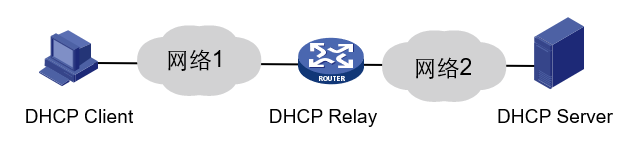 网络1
网络2
ROUTER
DHCP Client
DHCP Relay
DHCP Server